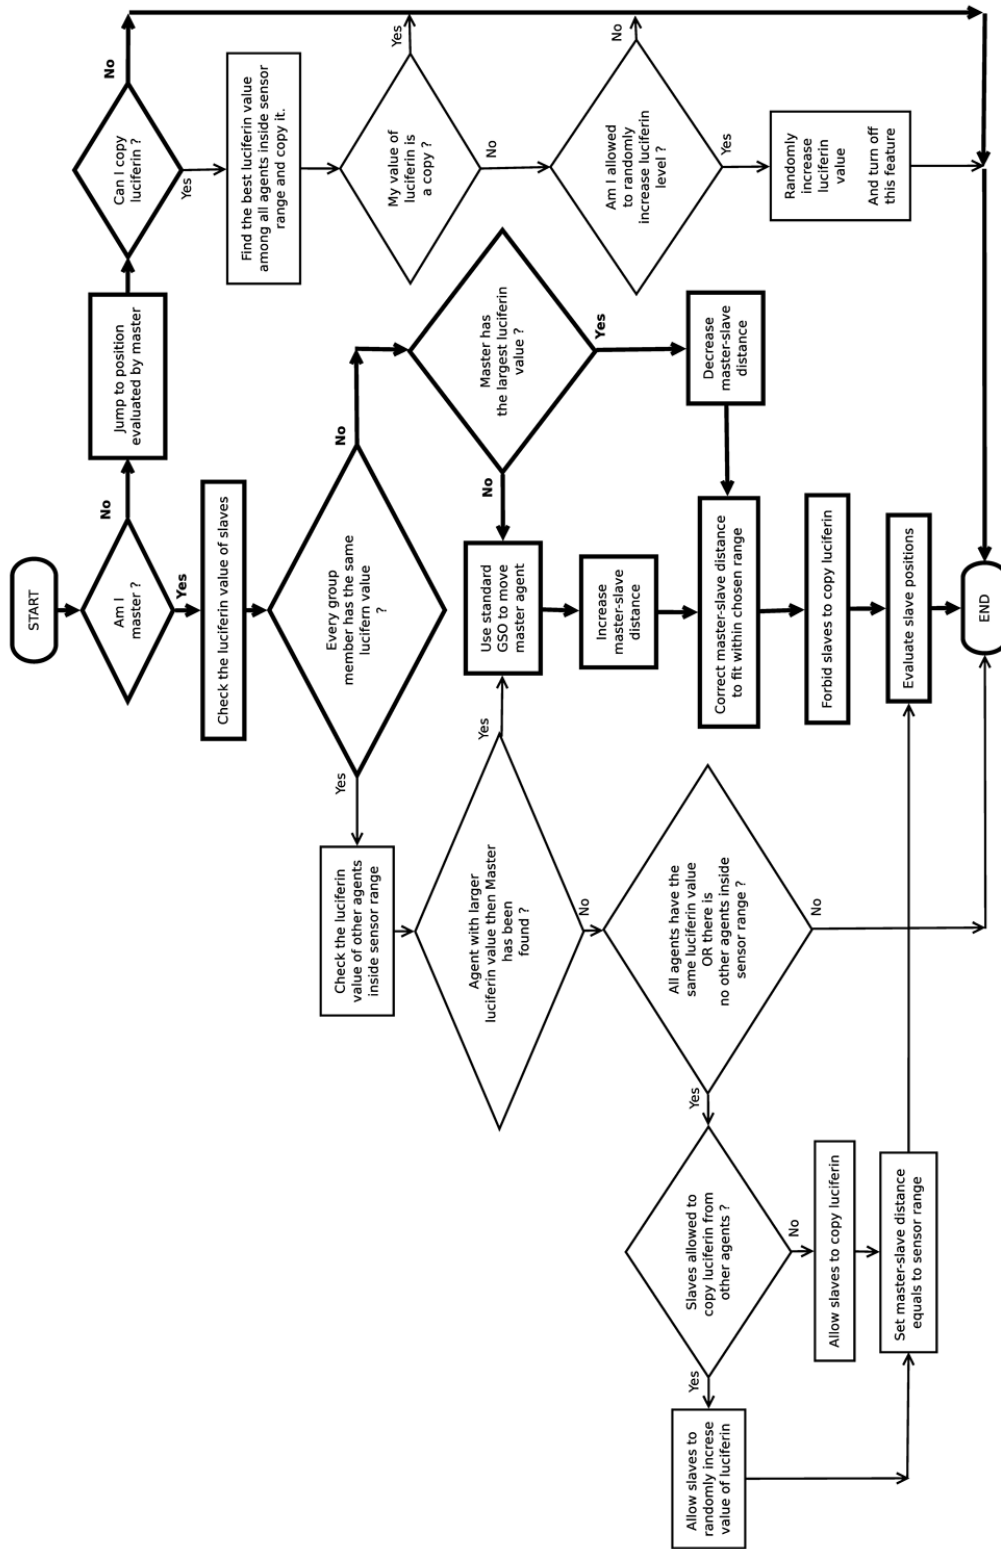 START
Am I
master ?
No
Yes
Jump to position
evaluated by master
Can I copy
luciferin ?
No
Yes
Find the best luciferin value
among all agents inside sensor
range and copy it.
My value of
luciferin is
a copy ?
Yes
No
Am I allowed
to randomly
increase luciferin
level ?
No
Yes
Randomly
increase
luciferin
value
And turn off
this feature
Check the luciferin value of slaves
Every group
member has the same
lucifern value
?
No
Yes
Master has
the largest luciferin
value ?
No
Yes
Decrease
master-slave
distance
Use standard
GSO to move
master agent
Increase
master-slave
distance
Correct master-slave distance
to fit within chosen range
Forbid slaves to copy luciferin
Evaluate slave positions
END
Check the luciferin
value of other agents
inside sensor range
Agent with larger
luciferin value then Master
has been
found ?
Yes
No
All agents have the
same luciferin value
OR there is
no other agents inside
sensor range ?
No
Yes
Slaves allowed to
copy luciferin from
other agents ?
No
Yes
Allow slaves to copy luciferin
Set master-slave distance
equals to sensor range
Allow slaves to
randomly increse
value of luciferin